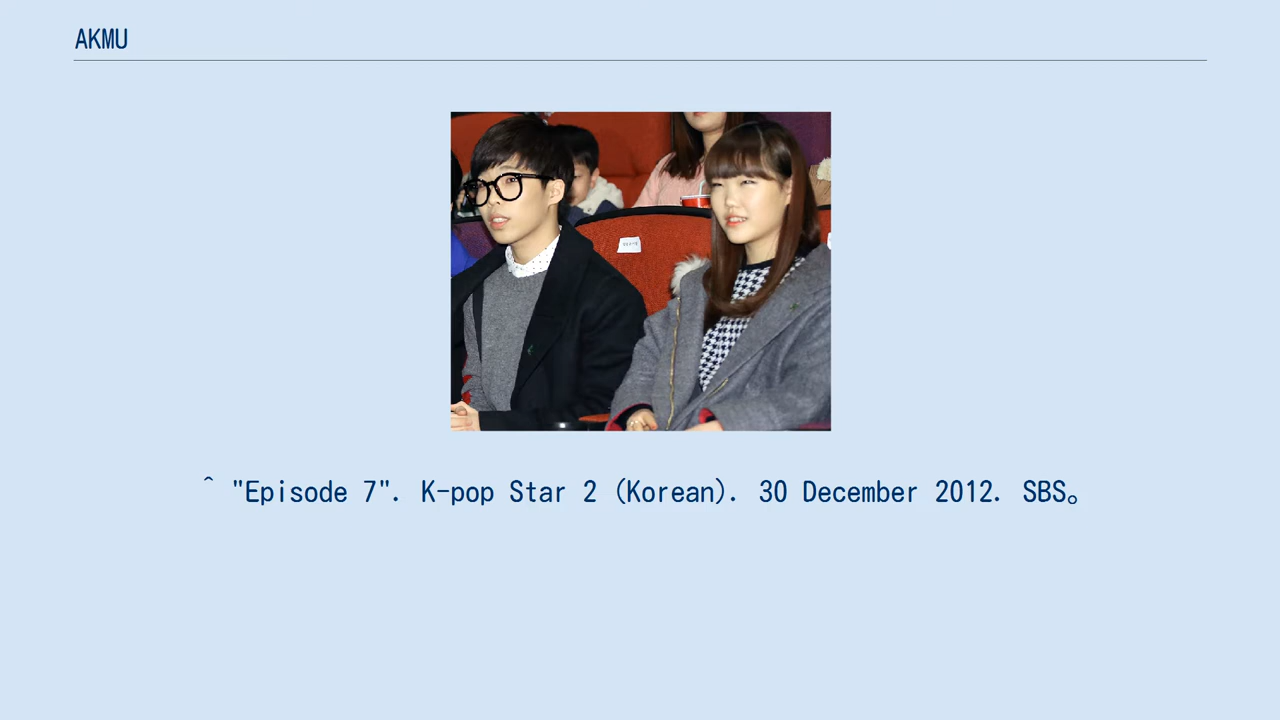 AKMU
^ "Episode 7". K-pop Star 2 (Korean). 30 December 2012. SBS。